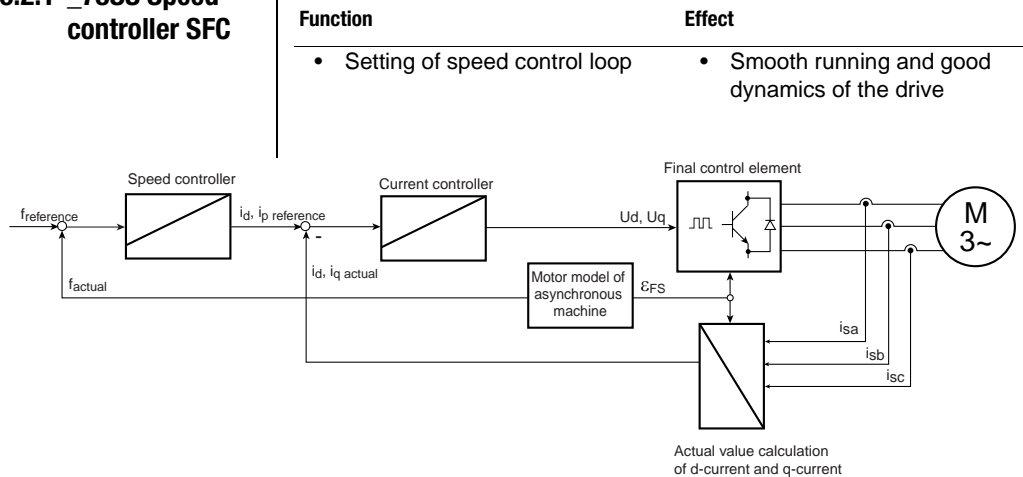 controller SFC
Function
Effect
• Setting of speed control loop
• Smooth running and good
dynamics of the drive
Final control element
Speed controller
Current controller
freference
id, ip reference
Ud, Uq
M
3~
-
id, iq actual
factual
Motor model of
asynchronous
machine
εFS
isa
isb
isc
Actual value calculation
of d-current and q-current